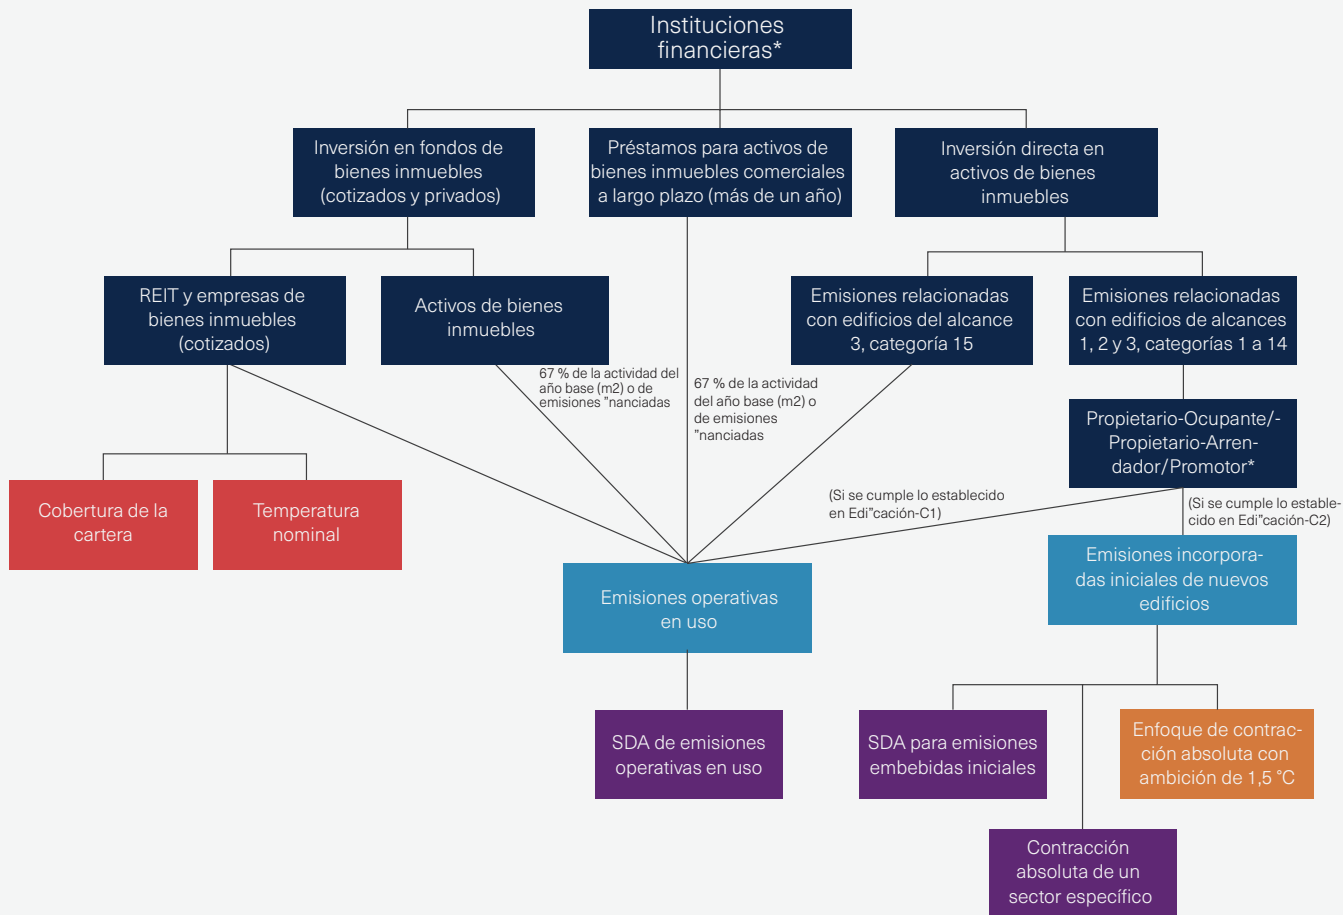 Instituciones
financieras*
Inversión en fondos de
bienes inmuebles
(cotizados y privados)
Préstamos para activos de
bienes inmuebles comerciales
a largo plazo (más de un año)
Inversión directa en
activos de bienes
inmuebles
REIT y empresas de
bienes inmuebles
(cotizados)
Activos de bienes
inmuebles
Emisiones relacionadas
con edificios del alcance
3, categoría 15
Emisiones relacionadas
con edificios de alcances
1, 2 y 3, categorías 1 a 14
67 % de la actividad del
año base (m2) o de
emisiones "nanciadas
67 % de la actividad
del año base (m2) o
de emisiones
"nanciadas
Propietario-Ocupante/-
Propietario-Arren-
dador/Promotor*
Cobertura de la
cartera
Temperatura
nominal
(Si se cumple lo establecido
en Edi"cación-C1)
(Si se cumple lo estable-
cido en Edi"cación-C2)
Emisiones operativas
en uso
Emisiones incorpora-
das iniciales de nuevos
edificios
SDA de emisiones
operativas en uso
SDA para emisiones
embebidas iniciales
Enfoque de contrac-
ción absoluta con
ambición de 1,5 °C
Contracción
absoluta de un
sector específico